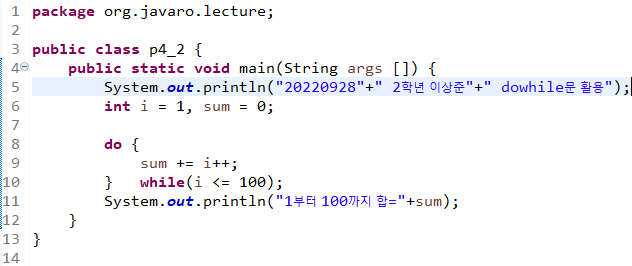 1 package org.javaro.lecture;
2
3 public class p4_2 {
4     public static void main(String args []) {
5         System.out.println("20220928"+" 2학년 이상준"+" dowhile문 활용");
6         int i = 1, sum = 0;
7
8         do {
9             sum += i++;
10         }   while(i <= 100);
11         System.out.println("1부터 100까지 합="+sum);
12     }
13 }
14